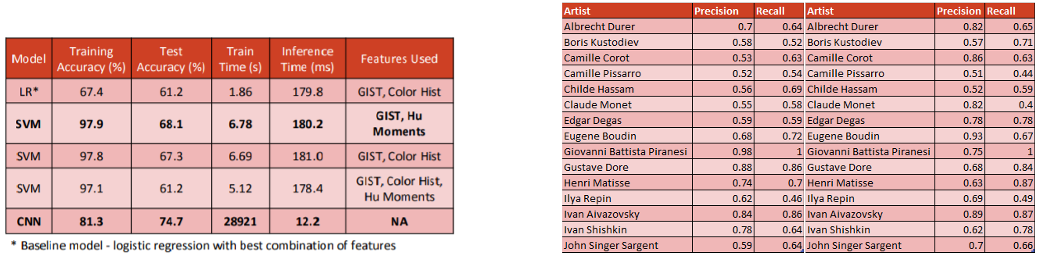 Model Training Accuracy (%) Test Accuracy (%) Train Time (s) Inference Time (ms) Features Used
LR* 67.4 61.2 1.86 179.8 GIST, Color Hist
SVM 97.9 68.1 6.78 180.2 GIST, Hu Moments
SVM 97.8 67.3 6.69 181.0 GIST, Color Hist
SVM 97.1 61.2 5.12 178.4 GIST, Color Hist, Hu Moments
CNN 81.3 74.7 28921 12.2 NA
* Baseline model - logistic regression with best combination of features
Artist Precision Recall Artist Precision Recall
Albrecht Durer 0.7 0.64 Albrecht Durer 0.82 0.65
Boris Kustodiev 0.58 0.52 Boris Kustodiev 0.57 0.71
Camille Corot 0.53 0.63 Camille Corot 0.86 0.63
Camille Pissarro 0.52 0.54 Camille Pissarro 0.51 0.44
Childe Hassam 0.56 0.69 Childe Hassam 0.52 0.59
Claude Monet 0.55 0.58 Claude Monet 0.82 0.4
Edgar Degas 0.59 0.59 Edgar Degas 0.78 0.78
Eugene Boudin 0.68 0.72 Eugene Boudin 0.93 0.67
Giovanni Battista Piranesi 0.98 1 Giovanni Battista Piranesi 0.75 1
Gustave Dore 0.88 0.86 Gustave Dore 0.68 0.84
Henri Matisse 0.74 0.7 Henri Matisse 0.63 0.87
Ilya Repin 0.62 0.46 Ilya Repin 0.69 0.49
Ivan Aivazovsky 0.84 0.86 Ivan Aivazovsky 0.89 0.87
Ivan Shishkin 0.78 0.64 Ivan Shishkin 0.62 0.78
John Singer Sargent 0.59 0.64 John Singer Sargent 0.7 0.66